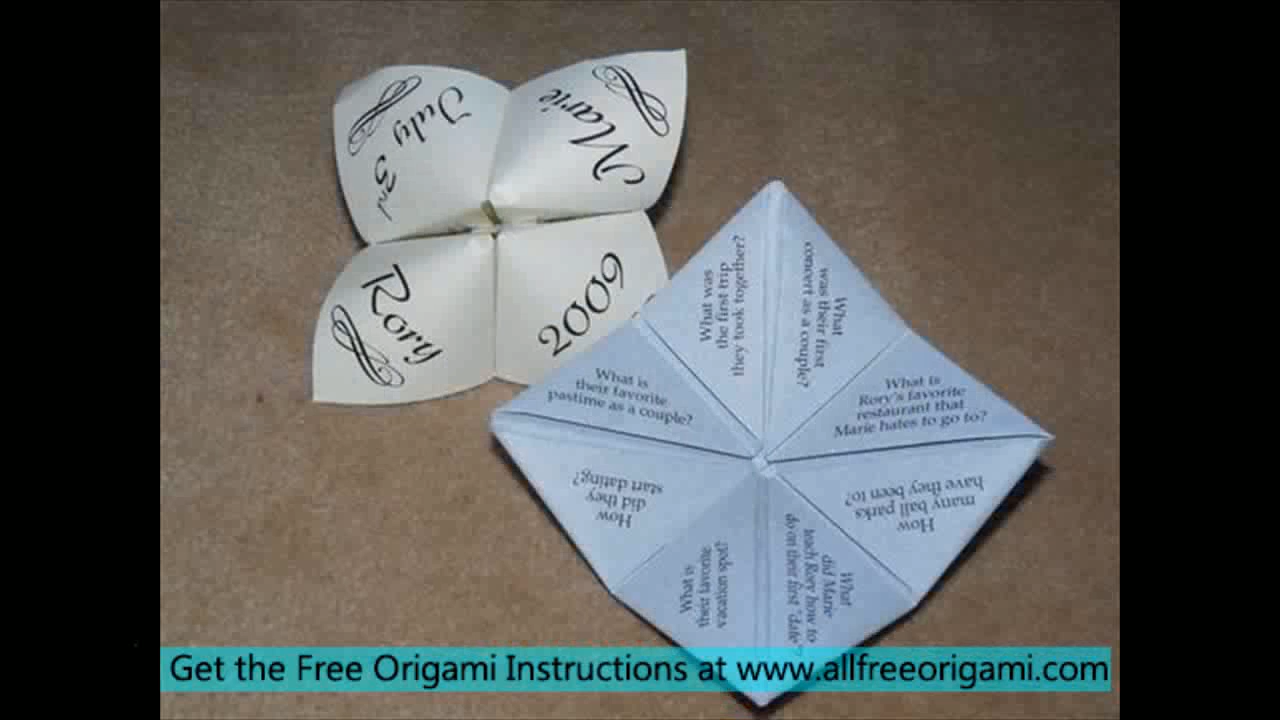 July 3rd
Marie
Rory
2009
What was
the first trip
they took together?
What
was their first
concert as a couple?
What is
Rory's favorite
restaurant that
Marie hates to go to?
How
many ball parks
have they been to?
What
did Marie
teach Rory how to
do on their first "date"?
What is
their favorite
vacation spot?
How
did they
start dating?
What is
their favorite
pastime as a couple?
Get the Free Origami Instructions at www.allfreeorigami.com